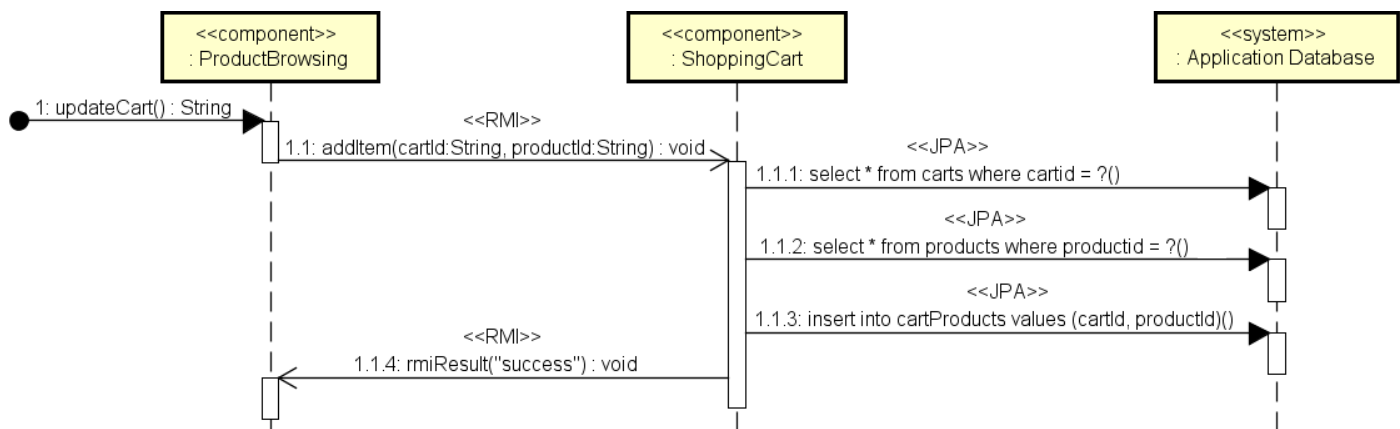 <<component>>
: ProductBrowsing
<<component>>
: ShoppingCart
<<system>>
: Application Database
1: updateCart() : String
<<RMI>>
1.1: addItem(cartId:String, productId:String) : void
<<JPA>>
1.1.1: select * from carts where cartid = ?()
<<JPA>>
1.1.2: select * from products where productid = ?()
<<JPA>>
1.1.3: insert into cartProducts values (cartId, productId)()
<<RMI>>
1.1.4: rmiResult("success") : void